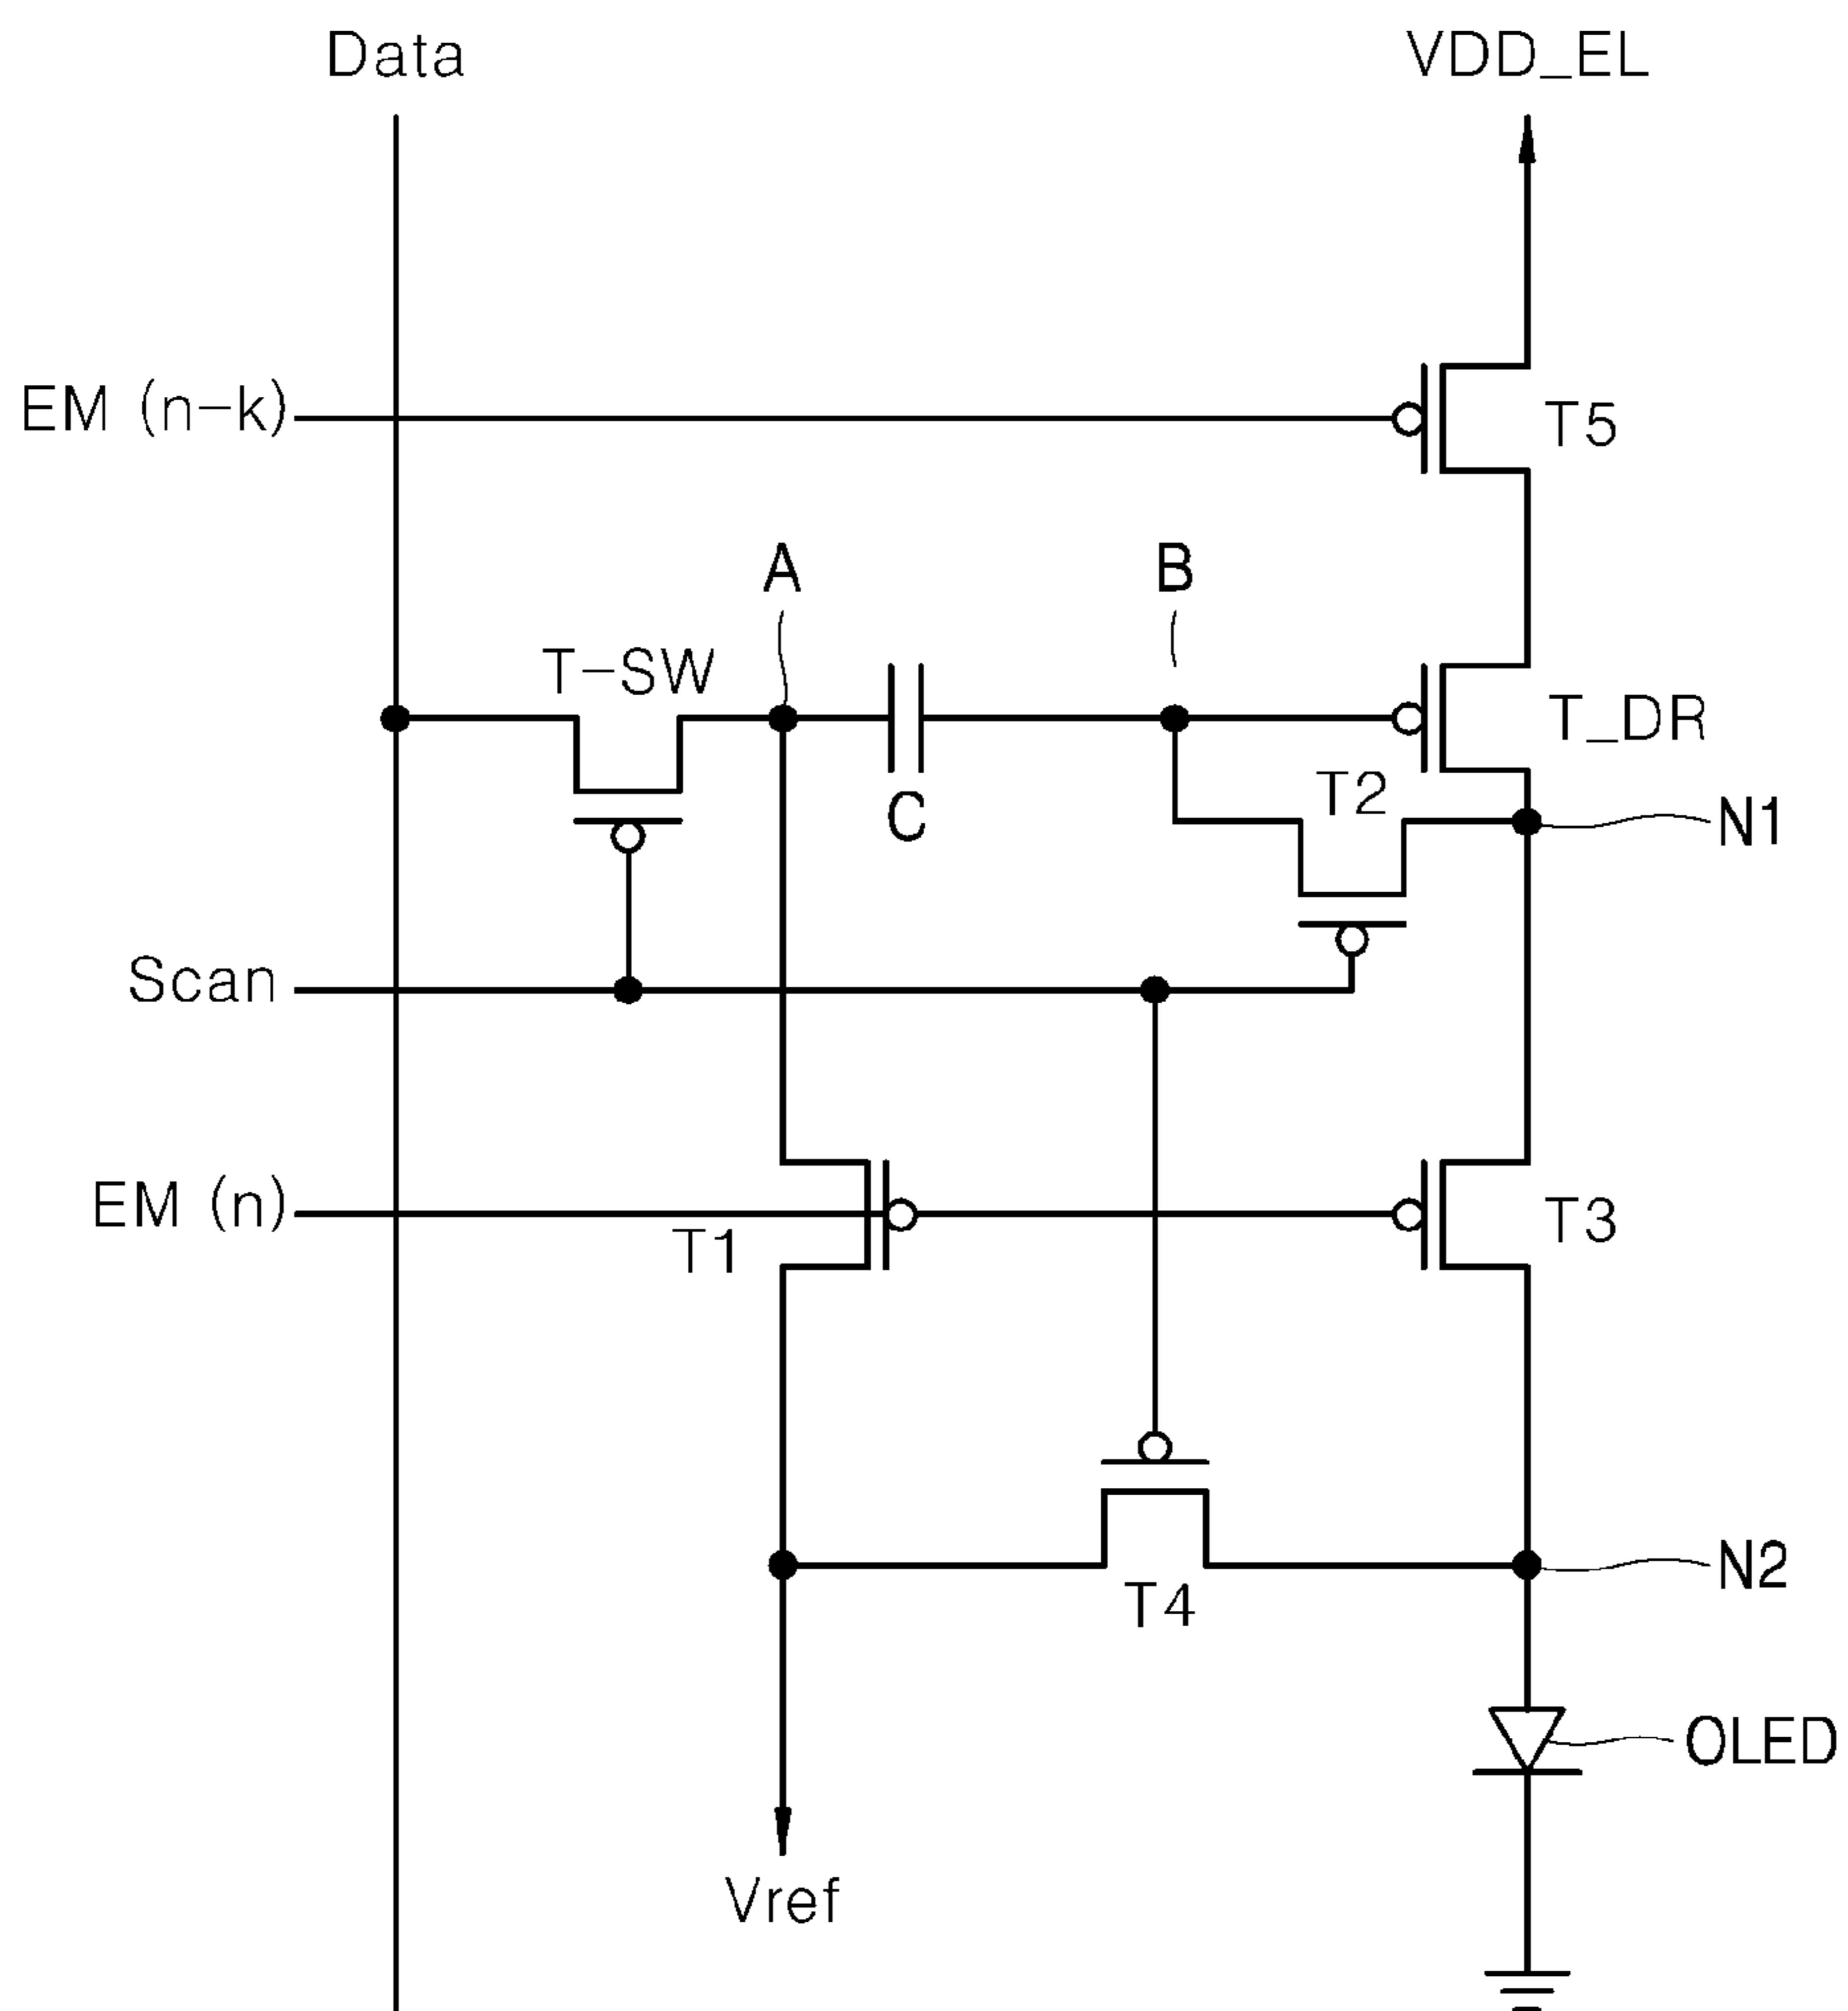 Data
VDD_EL
EM (n-k)
T5
A
B
T-SW
T_DR
T2
C
N1
Scan
EM (n)
T1
T3
N2
T4
OLED
Vref